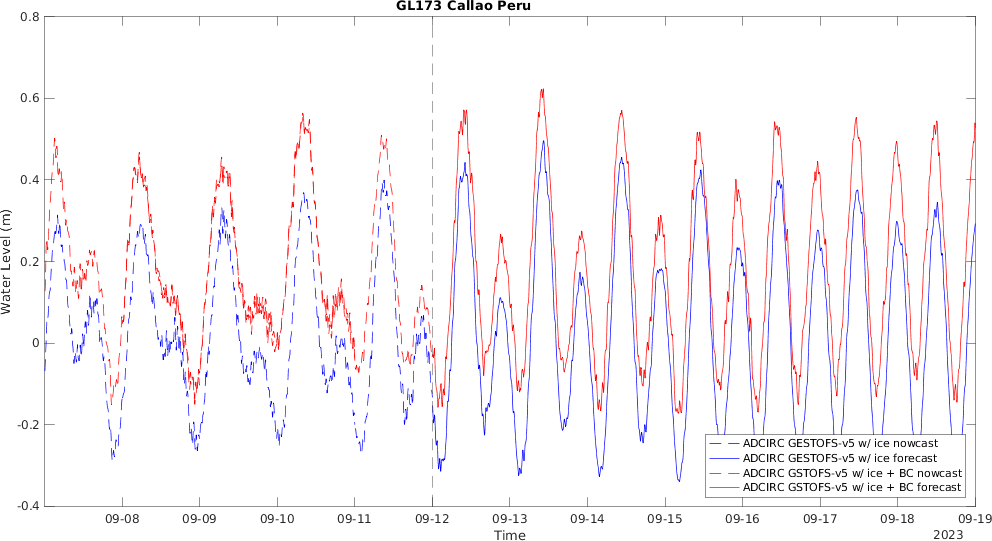 GL173 Callao Peru
0.8
0.6
0.4
0.2
0
-0.2
-0.4
Water Level (m)
ADCIRC GESTOFS-v5 w/ ice nowcast
ADCIRC GESTOFS-v5 w/ ice forecast
ADCIRC GSTOFS-v5 w/ ice + BC nowcast
ADCIRC GSTOFS-v5 w/ ice + BC forecast
09-08 09-09 09-10 09-11 09-12 09-13 09-14 09-15 09-16 09-17 09-18 09-19
Time
2023